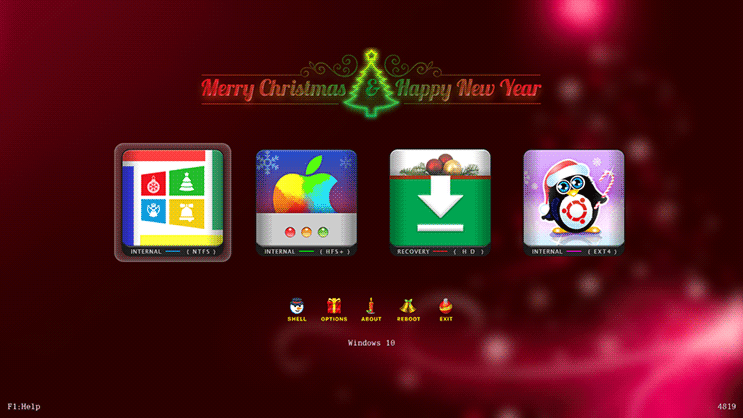 Merry Christmas & Happy New Year
INTERNAL ( NTFS )
INTERNAL ( HFS+ )
RECOVERY ( H D )
INTERNAL ( EXT4 )
SHELL OPTIONS ABOUT REBOOT EXIT
Windows 10
F1:Help 4819